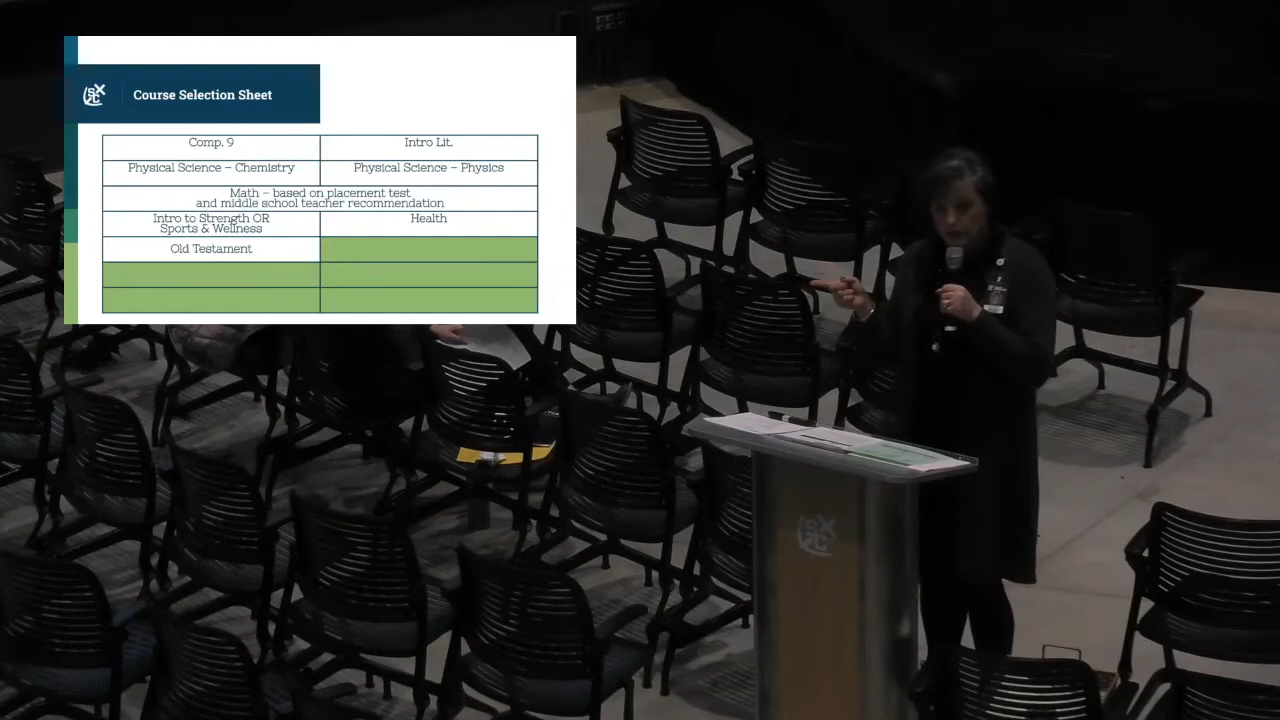 Course Selection Sheet
Comp. 9
Intro Lit.
Physical Science – Chemistry
Physical Science – Physics
Math – based on placement test
and middle school teacher recommendation
Intro to Strength OR
Sports & Wellness
Health
Old Testament